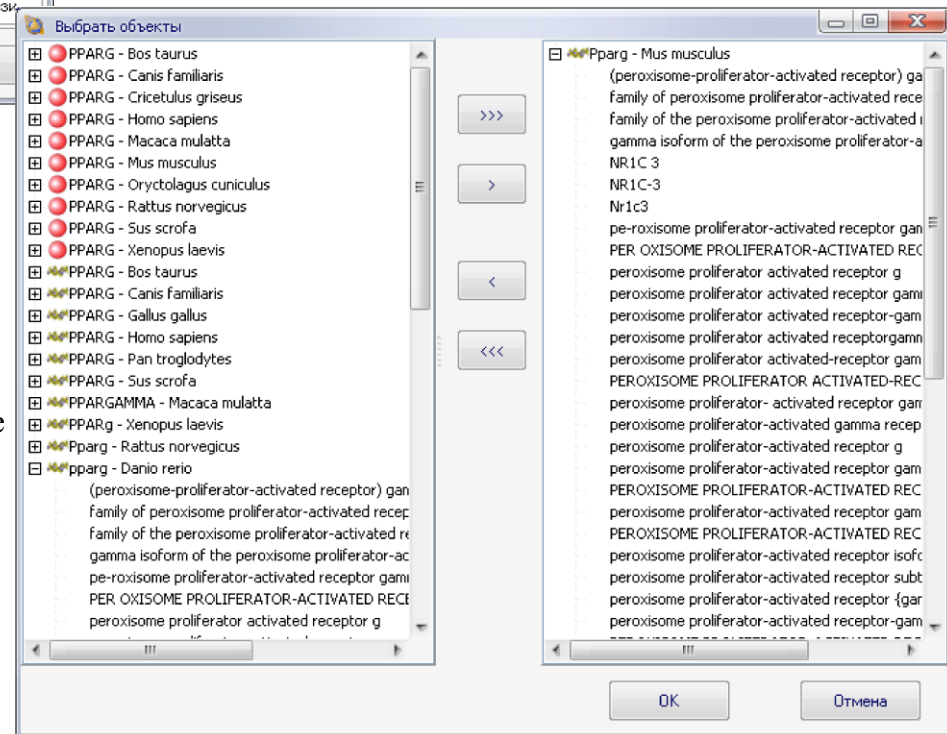 Выбрать объекты
PPARG - Bos taurus
PPARG - Canis familiaris
PPARG - Cricetulus griseus
PPARG - Homo sapiens
PPARG - Macaca mulatta
PPARG - Mus musculus
PPARG - Oryctolagus cuniculus
PPARG - Rattus norvegicus
PPARG - Sus scrofa
PPARG - Xenopus laevis
PPARG - Bos taurus
PPARG - Canis familiaris
PPARG - Gallus gallus
PPARG - Homo sapiens
PPARG - Pan troglodytes
PPARG - Sus scrofa
PPARGAMMA - Macaca mulatta
PPARg - Xenopus laevis
Pparg - Rattus norvegicus
pparg - Danio rerio
(peroxisome-proliferator-activated receptor) gan
family of peroxisome proliferator-activated recep
family of the peroxisome proliferator-activated re
gamma isoform of the peroxisome proliferator-ac
pe-roxisome proliferator-activated receptor gam
PER OXISOME PROLIFERATOR-ACTIVATED RECE
peroxisome proliferator activated receptor g
>>>
>
<
<<<
Pparg - Mus musculus
(peroxisome-proliferator-activated receptor) ga
family of peroxisome proliferator-activated rece
family of the peroxisome proliferator-activated
gamma isoform of the peroxisome proliferator-a
NR1C 3
NR1C-3
Nr1c3
pe-roxisome proliferator-activated receptor gan
PER OXISOME PROLIFERATOR-ACTIVATED REC
peroxisome proliferator activated receptor g
peroxisome proliferator activated receptor gam
peroxisome proliferator activated receptor-gam
peroxisome proliferator activated receptorgamn
peroxisome proliferator activated-receptor gam
PEROXISOME PROLIFERATOR ACTIVATED-REC
peroxisome proliferator- activated receptor gam
peroxisome proliferator-activated gamma recep
peroxisome proliferator-activated receptor g
peroxisome proliferator-activated receptor gam
PEROXISOME PROLIFERATOR-ACTIVATED REC
peroxisome proliferator-activated receptor gam
PEROXISOME PROLIFERATOR-ACTIVATED REC
peroxisome proliferator-activated receptor isofo
peroxisome proliferator-activated receptor subt
peroxisome proliferator-activated receptor {gar
peroxisome proliferator-activated receptor-gam
OK
Отмена